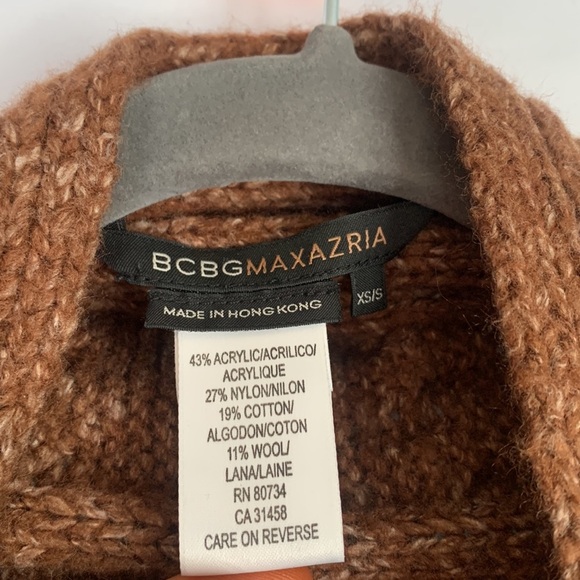 BCBGMAXAZRIA
XS/S
MADE IN HONG KONG
43% ACRYLIC/ACRILICO/
ACRYLIQUE
27% NYLON/NILON
19% COTTON/
ALGODON/COTON
11% WOOL/
LANA/LAINE
RN 80734
CA 31458
CARE ON REVERSE